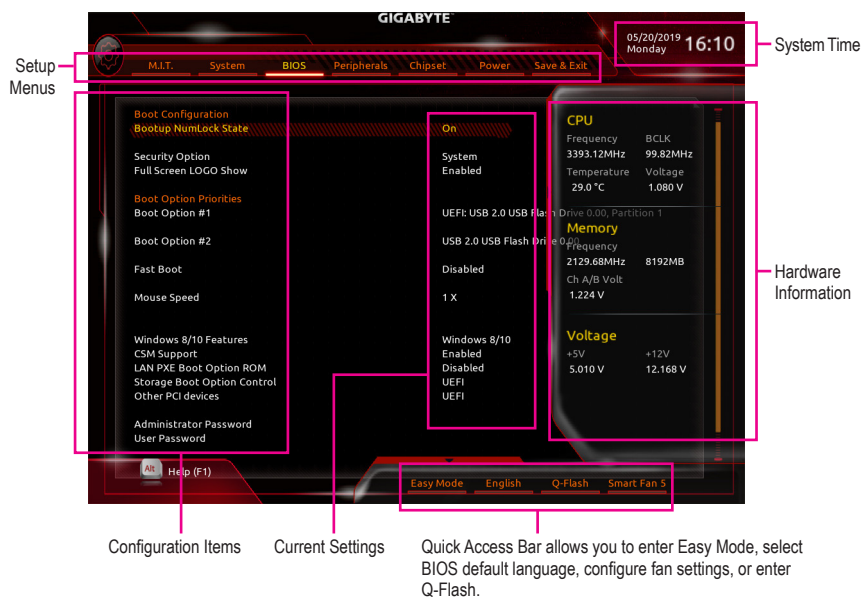 GIGABYTE™
05/20/2019
Monday
16:10
System Time
Setup
Menus
M.I.T. System BIOS Peripherals Chipset Power Save & Exit
Boot Configuration
Bootup NumLock State On
Security Option System
Full Screen LOGO Show Enabled
Boot Option Priorities
Boot Option #1 UEFI: USB 2.0 USB Flash Drive 0.00, Partition 1
Boot Option #2 USB 2.0 USB Flash Drive 0.00
Fast Boot Disabled
Mouse Speed 1 X
Windows 8/10 Features Windows 8/10
CSM Support Enabled
LAN PXE Boot Option ROM Disabled
Storage Boot Option Control UEFI
Other PCI devices UEFI
Administrator Password
User Password
CPU
Frequency BCLK
3393.12MHz 99.82MHz
Temperature Voltage
29.0 °C 1.080 V
Memory
Frequency
2129.68MHz 8192MB
Ch A/B Volt
1.224 V
Voltage
+5V +12V
5.010 V 12.168 V
Hardware
Information
Alt Help (F1)
Easy Mode English Q-Flash Smart Fan 5
Configuration Items
Current Settings
Quick Access Bar allows you to enter Easy Mode, select
BIOS default language, configure fan settings, or enter
Q-Flash.